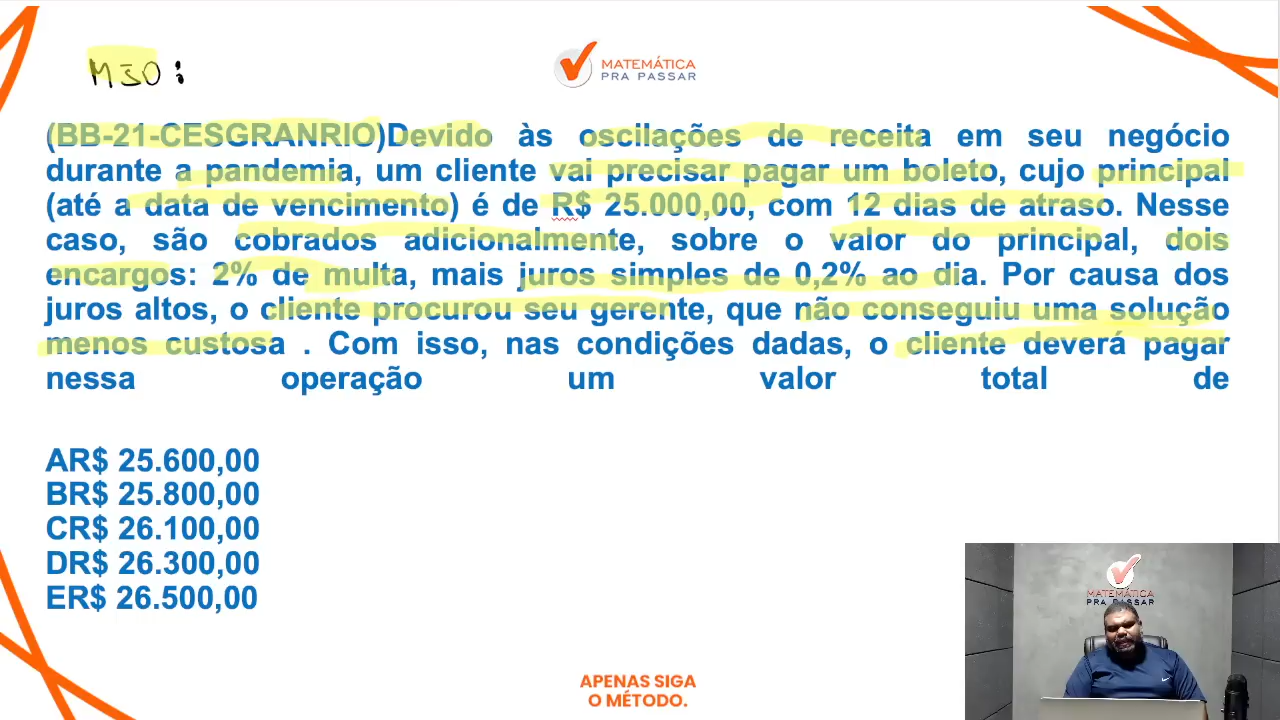 MJO:
MATEMÁTICA
PRA PASSAR
(BB-21-CESGRANRIO)Devido às oscilações de receita em seu negócio
durante a pandemia, um cliente vai precisar pagar um boleto, cujo principal
(até a data de vencimento) é de R$ 25.000,00, com 12 dias de atraso. Nesse
caso, são cobrados adicionalmente, sobre o valor do principal, dois
encargos: 2% de multa, mais juros simples de 0,2% ao dia. Por causa dos
juros altos, o cliente procurou seu gerente, que não conseguiu uma solução
menos custosa . Com isso, nas condições dadas, o cliente deverá pagar
nessa operação um valor total de
AR$ 25.600,00
BR$ 25.800,00
CR$ 26.100,00
DR$ 26.300,00
ER$ 26.500,00
MATEMÁTICA
PRA PASSAR
APENAS SIGA
O MÉTODO.